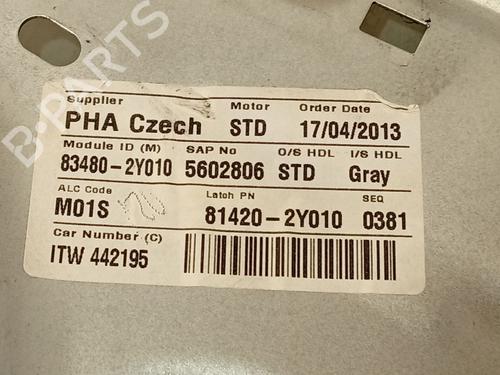 B-PARTS
Supplier Motor Order Date
PHA Czech STD 17/04/2013
Module ID (M) SAP No O/S HDL I/S HDL
83480-2Y010 5602806 STD Gray
ALC Code Latch PN SEQ
M01S 81420-2Y010 0381
Car Number (C)
ITW 442195